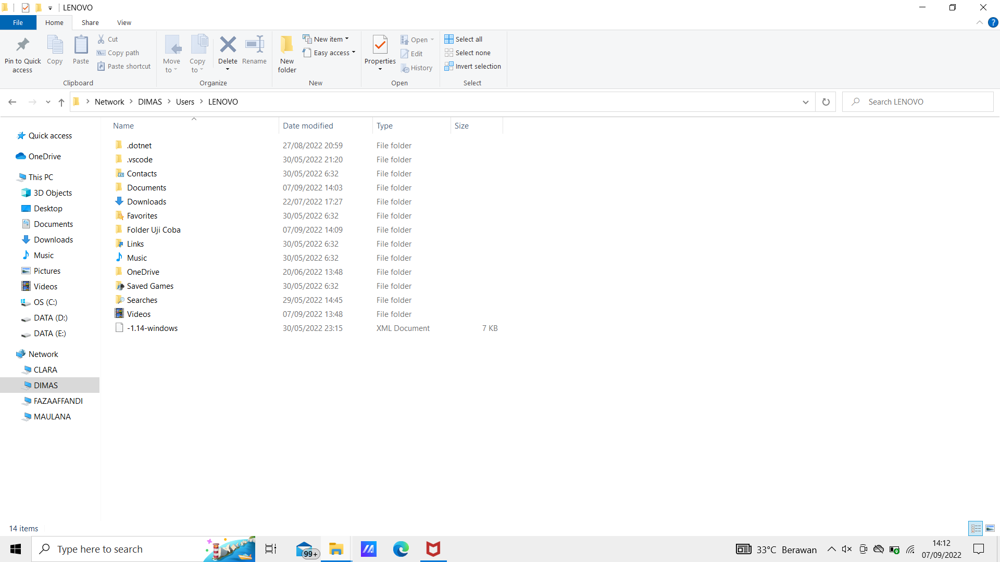 LENOVO
File Home Share View
Pin to Quick access
Copy
Paste
Cut
Copy path
Paste shortcut
Clipboard
Move to
Copy to
Delete
Rename
Organize
New folder
New item
Easy access
New
Properties
Open
Edit
History
Open
Select all
Select none
Invert selection
Select
Network > DIMAS > Users > LENOVO
Search LENOVO
Quick access
OneDrive
This PC
3D Objects
Desktop
Documents
Downloads
Music
Pictures
Videos
OS (C:)
DATA (D:)
DATA (E:)
Network
CLARA
DIMAS
FAZAAFFANDI
MAULANA
Name Date modified Type Size
.dotnet 27/08/2022 20:59 File folder
.vscode 30/05/2022 21:20 File folder
Contacts 30/05/2022 6:32 File folder
Documents 07/09/2022 14:03 File folder
Downloads 22/07/2022 17:27 File folder
Favorites 30/05/2022 6:32 File folder
Folder Uji Coba 07/09/2022 14:09 File folder
Links 30/05/2022 6:32 File folder
Music 30/05/2022 6:32 File folder
OneDrive 20/06/2022 13:48 File folder
Saved Games 30/05/2022 6:32 File folder
Searches 29/05/2022 14:45 File folder
Videos 07/09/2022 13:48 File folder
-1.14-windows 30/05/2022 23:15 XML Document 7 KB
14 items
Type here to search
99+
33°C Berawan
14:12
07/09/2022